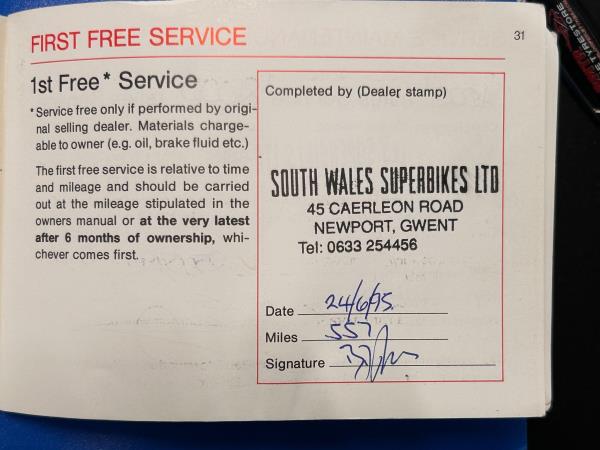 FIRST FREE SERVICE
31
1st Free* Service
*Service free only if performed by origi-
nal selling dealer. Materials charge-
able to owner (e.g. oil, brake fluid etc.)
The first free service is relative to time
and mileage and should be carried
out at the mileage stipulated in the
owners manual or at the very latest
after 6 months of ownership, whi-
chever comes first.
Completed by (Dealer stamp)
SOUTH WALES SUPERBIKES LTD
45 CAERLEON ROAD
NEWPORT, GWENT
Tel: 0633 254456
Date 24/6/95
Miles 557
Signature